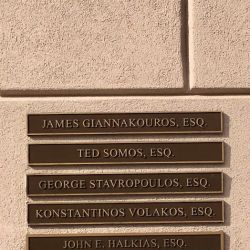 JAMES GIANNAKOUROS, ESQ.
TED SOMOS, ESQ.
GEORGE STAVROPOULOS, ESQ.
KONSTANTINOS VOLAKOS, ESQ.
JOHN E. HALKIAS, ESQ.